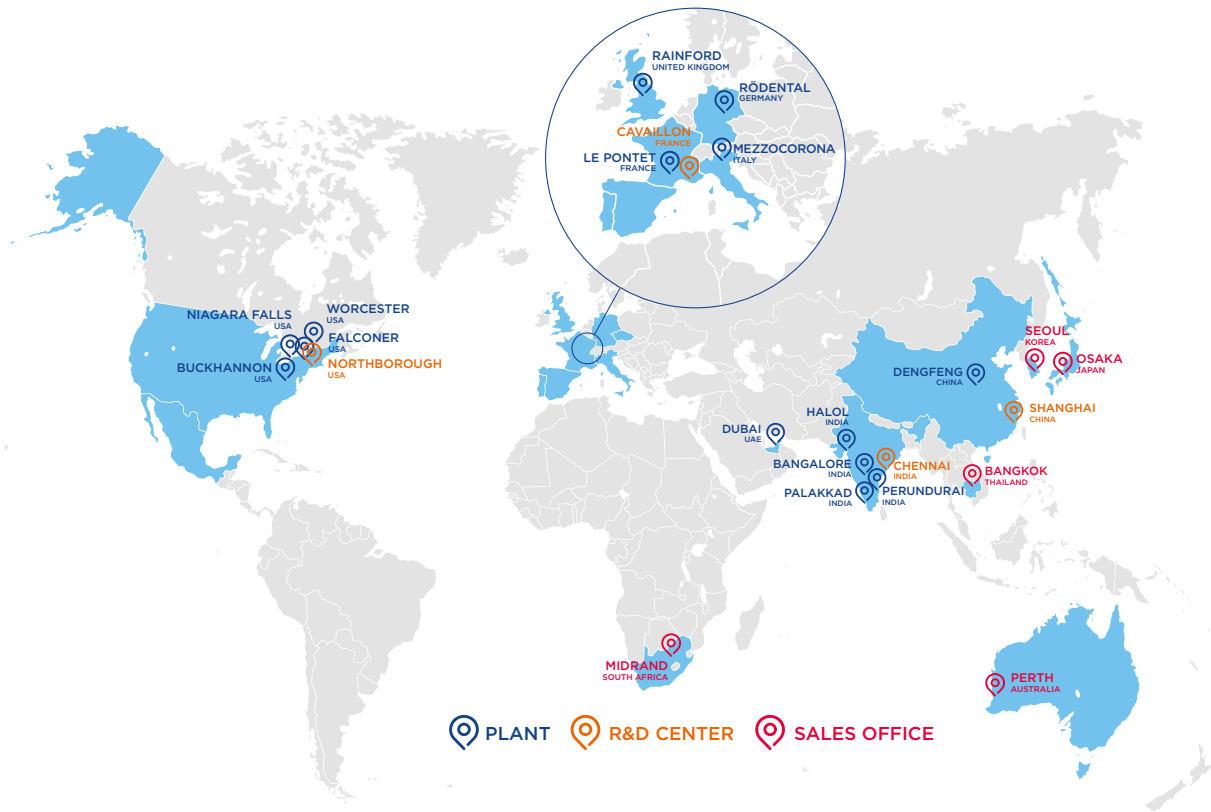 RAINFORD
UNITED KINGDOM
RÖDENTAL
GERMANY
CAVAILLON
FRANCE
LE PONTET
FRANCE
MEZZOCORONA
ITALY
NIAGARA FALLS
USA
WORCESTER
USA
FALCONER
USA
BUCKHANNON
USA
NORTHBOROUGH
USA
SEOUL
KOREA
OSAKA
JAPAN
DENGFENG
CHINA
SHANGHAI
CHINA
HALOL
INDIA
DUBAI
UAE
BANGALORE
INDIA
CHENNAI
INDIA
BANGKOK
THAILAND
PALAKKAD
INDIA
PERUNDURAI
INDIA
MIDRAND
SOUTH AFRICA
PERTH
AUSTRALIA
PLANT
R&D CENTER
SALES OFFICE